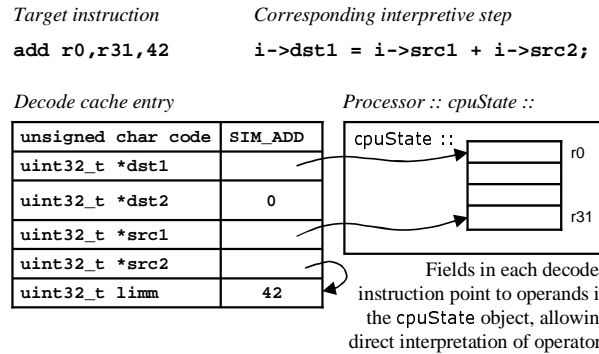 Target instruction
Corresponding interpretive step
add r0,r31,42
i->dst1 = i->src1 + i->src2;
Decode cache entry
Processor :: cpuState ::
unsigned char code SIM_ADD
uint32_t *dst1
uint32_t *dst2 0
uint32_t *src1
uint32_t *src2
uint32_t limm 42
cpuState ::
r0
r31
Fields in each decode
instruction point to operands i
the cpuState object, allowin
direct interpretation of operator